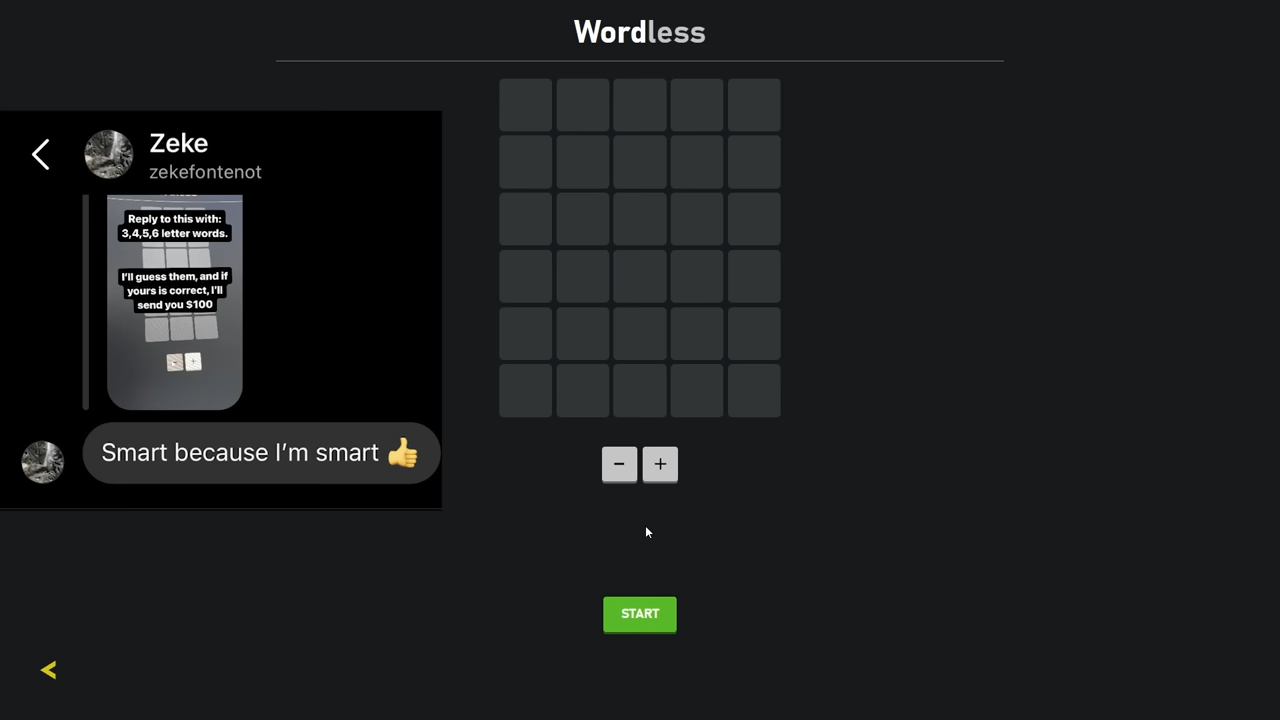 Wordless
Zeke
zekefontenot
Reply to this with:
3,4,5,6 letter words.
I'll guess them, and if
yours is correct, I'll
send you $100
Smart because I’m smart 👍
− +
START
<